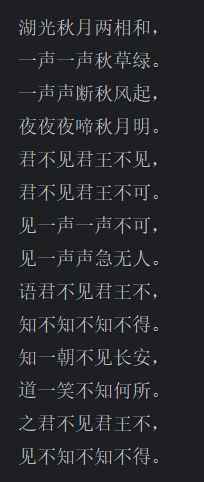 湖光秋月两相和，
一声一声秋草绿。
一声声断秋风起，
夜夜夜啼秋月明。
君不见君王不见，
君不见君王不可。
见一声一声不可，
见一声声急无人。
语君不见君王不，
知不知不知不得。
知一朝不见长安，
道一笑不知何所。
之君不见君王不，
见不知不知不得。